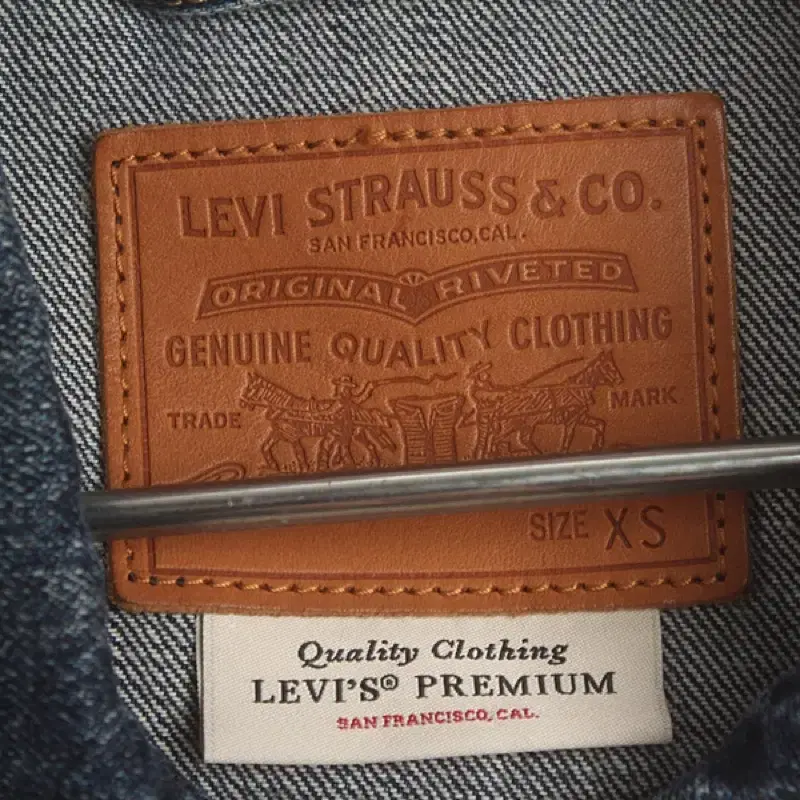 LEVI STRAUSS & CO.
SAN FRANCISCO, CAL.
ORIGINAL RIVETED
GENUINE QUALITY CLOTHING
TRADE MARK
SIZE XS
Quality Clothing
LEVI'S® PREMIUM
SAN FRANCISCO, CAL.